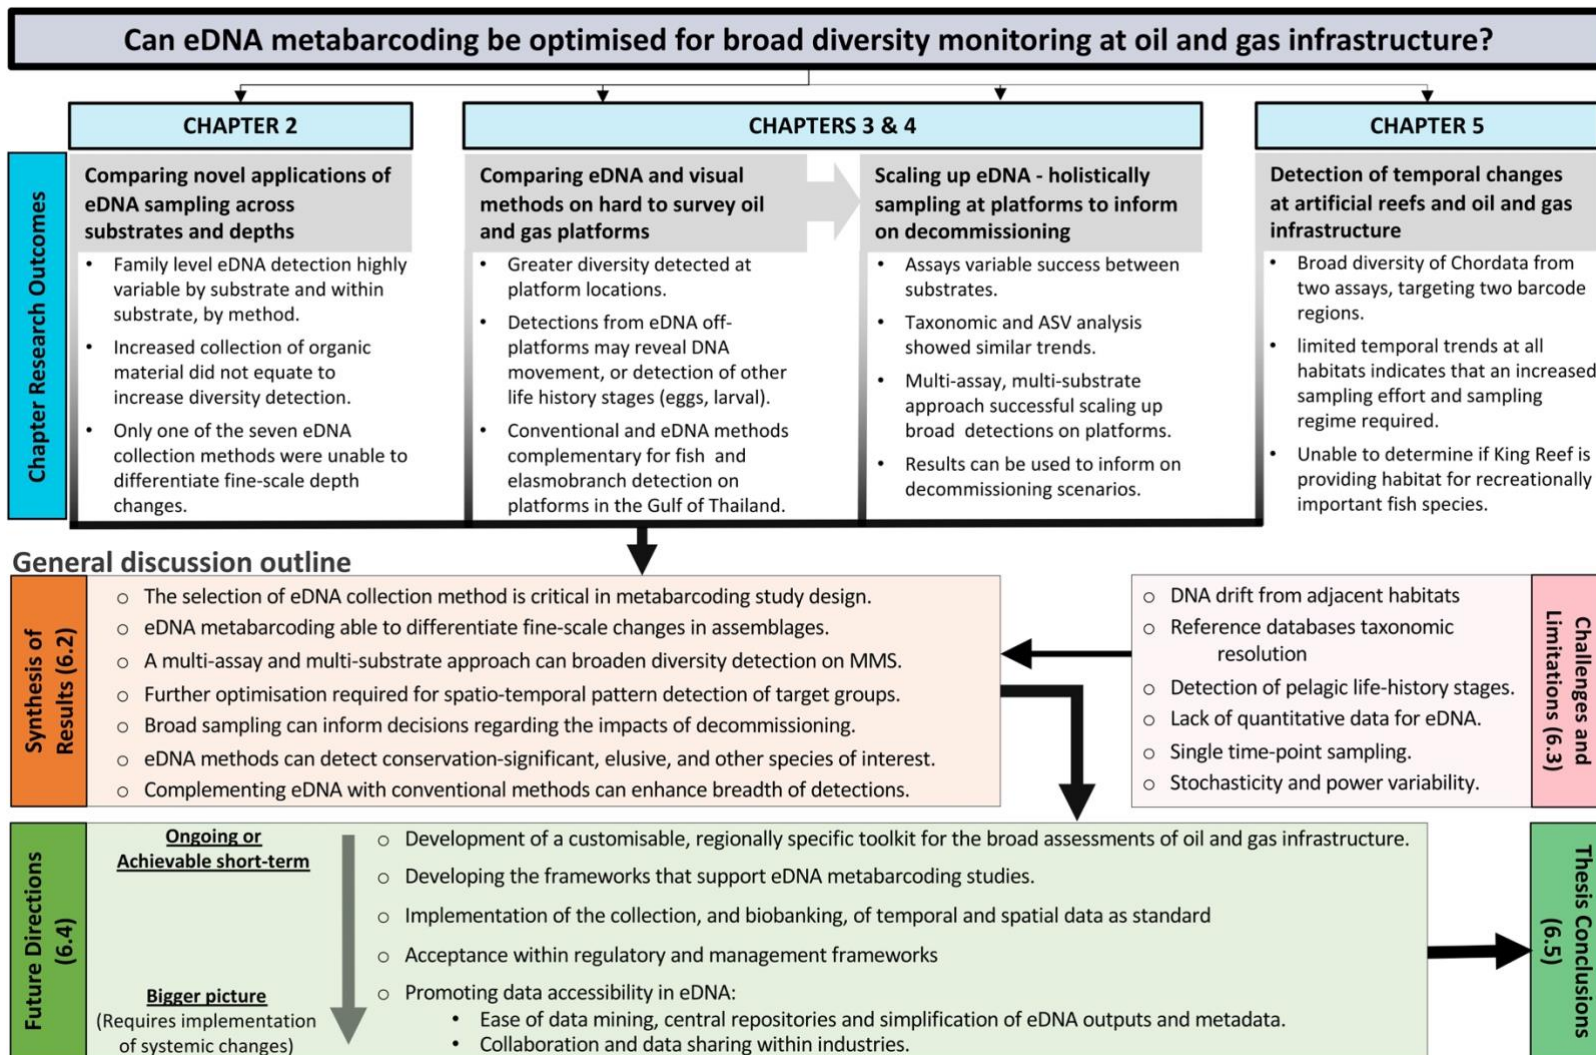 Can eDNA metabarcoding be optimised for broad diversity monitoring at oil and gas infrastructure?
CHAPTER 2
CHAPTERS 3 & 4
CHAPTER 5
Chapter Research Outcomes
Comparing novel applications of
eDNA sampling across
substrates and depths
• Family level eDNA detection highly
variable by substrate and within
substrate, by method.
• Increased collection of organic
material did not equate to
increase diversity detection.
• Only one of the seven eDNA
collection methods were unable to
differentiate fine-scale depth
changes.
Comparing eDNA and visual
methods on hard to survey oil
and gas platforms
• Greater diversity detected at
platform locations.
• Detections from eDNA off-
platforms may reveal DNA
movement, or detection of other
life history stages (eggs, larval).
• Conventional and eDNA methods
complementary for fish and
elasmobranch detection on
platforms in the Gulf of Thailand.
Scaling up eDNA - holistically
sampling at platforms to inform
on decommissioning
• Assays variable success between
substrates.
• Taxonomic and ASV analysis
showed similar trends.
• Multi-assay, multi-substrate
approach successful scaling up
broad detections on platforms.
• Results can be used to inform on
decommissioning scenarios.
Detection of temporal changes
at artificial reefs and oil and gas
infrastructure
• Broad diversity of Chordata from
two assays, targeting two barcode
regions.
• limited temporal trends at all
habitats indicates that an increased
sampling effort and sampling
regime required.
• Unable to determine if King Reef is
providing habitat for recreationally
important fish species.
General discussion outline
Synthesis of
Results (6.2)
o The selection of eDNA collection method is critical in metabarcoding study design.
o eDNA metabarcoding able to differentiate fine-scale changes in assemblages.
o A multi-assay and multi-substrate approach can broaden diversity detection on MMS.
o Further optimisation required for spatio-temporal pattern detection of target groups.
o Broad sampling can inform decisions regarding the impacts of decommissioning.
o eDNA methods can detect conservation-significant, elusive, and other species of interest.
o Complementing eDNA with conventional methods can enhance breadth of detections.
o DNA drift from adjacent habitats
o Reference databases taxonomic
resolution
o Detection of pelagic life-history stages.
o Lack of quantitative data for eDNA.
o Single time-point sampling.
o Stochasticity and power variability.
Challenges and
Limitations (6.3)
Future Directions
(6.4)
Ongoing or
Achievable short-term
Bigger picture
(Requires implementation
of systemic changes)
o Development of a customisable, regionally specific toolkit for the broad assessments of oil and gas infrastructure.
o Developing the frameworks that support eDNA metabarcoding studies.
o Implementation of the collection, and biobanking, of temporal and spatial data as standard
o Acceptance within regulatory and management frameworks
o Promoting data accessibility in eDNA:
• Ease of data mining, central repositories and simplification of eDNA outputs and metadata.
• Collaboration and data sharing within industries.
Thesis Conclusions
(6.5)